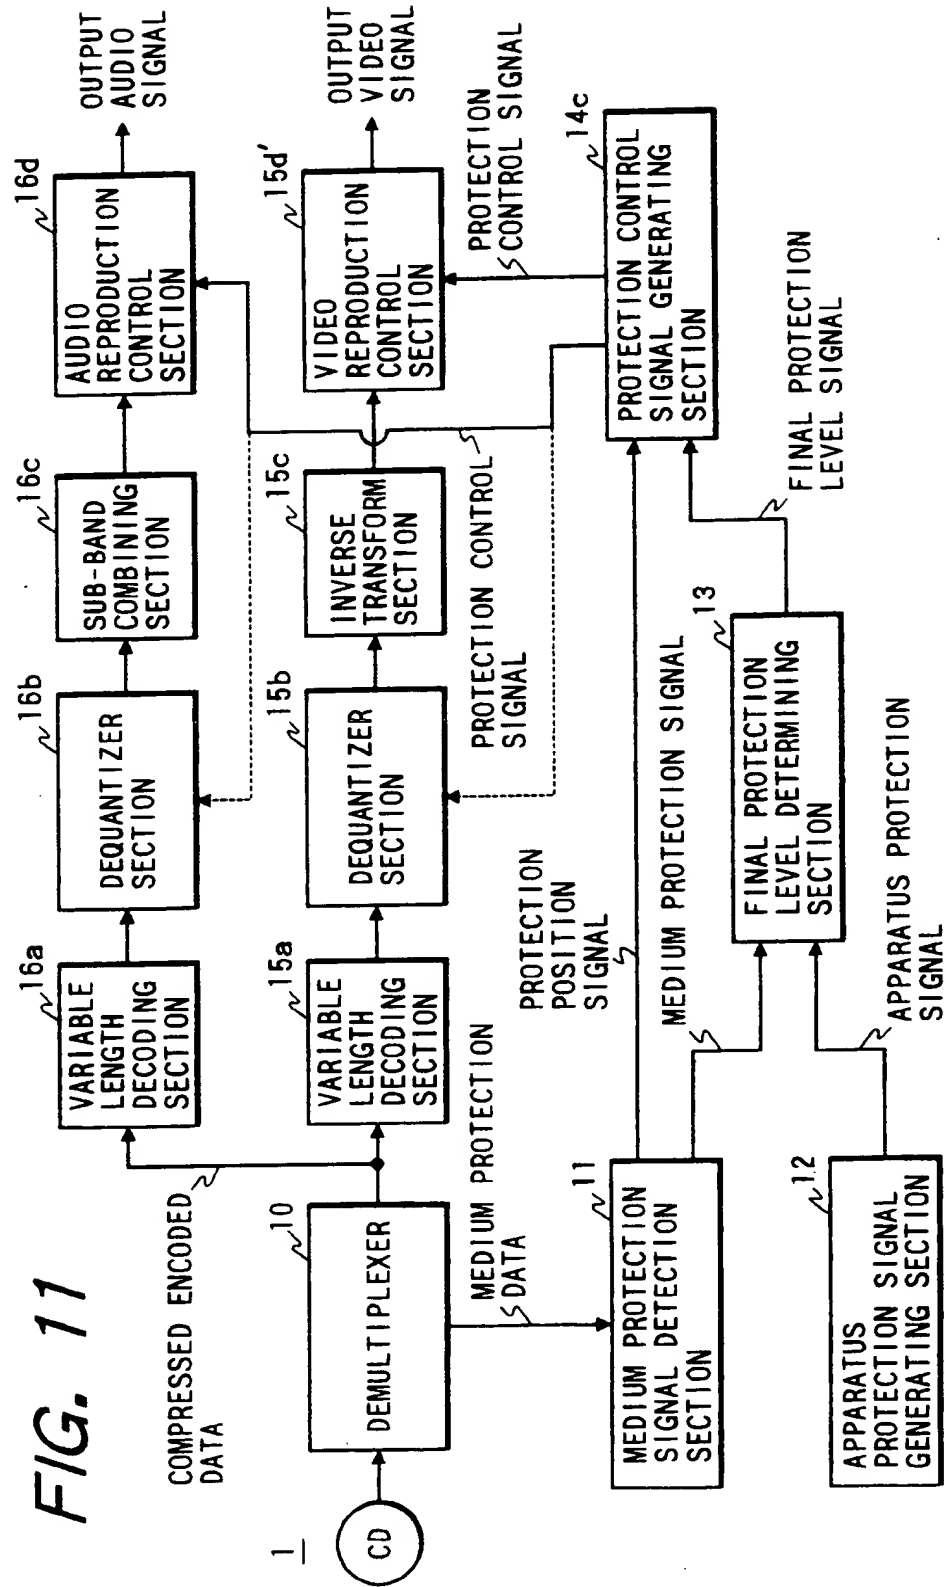 FIG. 11
1
CD
COMPRESSED ENCODED
DATA
10
DEMULTIPLEXER
16a
VARIABLE
LENGTH
DECODING
SECTION
16b
DEQUANTIZER
SECTION
16c
SUB-BAND
COMBINING
SECTION
16d
AUDIO
REPRODUCTION
CONTROL
SECTION
OUTPUT
AUDIO
SIGNAL
15a
VARIABLE
LENGTH
DECODING
SECTION
15b
DEQUANTIZER
SECTION
15c
INVERSE
TRANSFORM
SECTION
15d'
VIDEO
REPRODUCTION
CONTROL
SECTION
OUTPUT
VIDEO
SIGNAL
MEDIUM PROTECTION
DATA
PROTECTION CONTROL
SIGNAL
PROTECTION
CONTROL SIGNAL
11
MEDIUM PROTECTION
SIGNAL DETECTION
SECTION
PROTECTION
POSITION
SIGNAL
MEDIUM PROTECTION SIGNAL
14c
PROTECTION CONTROL
SIGNAL GENERATING
SECTION
12
APPARATUS
PROTECTION SIGNAL
GENERATING SECTION
APPARATUS PROTECTION
SIGNAL
13
FINAL PROTECTION
LEVEL DETERMINING
SECTION
FINAL PROTECTION
LEVEL SIGNAL